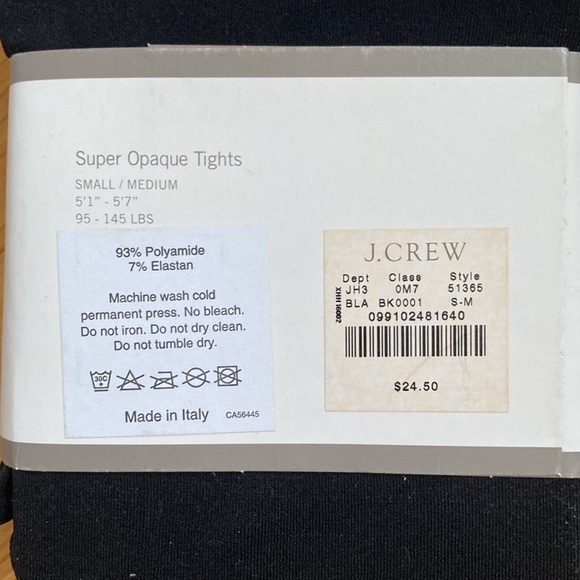 Super Opaque Tights
SMALL / MEDIUM
5'1" - 5'7"
95 - 145 LBS
93% Polyamide
7% Elastan
Machine wash cold
permanent press. No bleach.
Do not iron. Do not dry clean.
Do not tumble dry.
30C
Made in Italy CA56445
J.CREW
Dept Class Style
JH3 0M7 51365
BLA BK0001 S-M
099102481640
$24.50